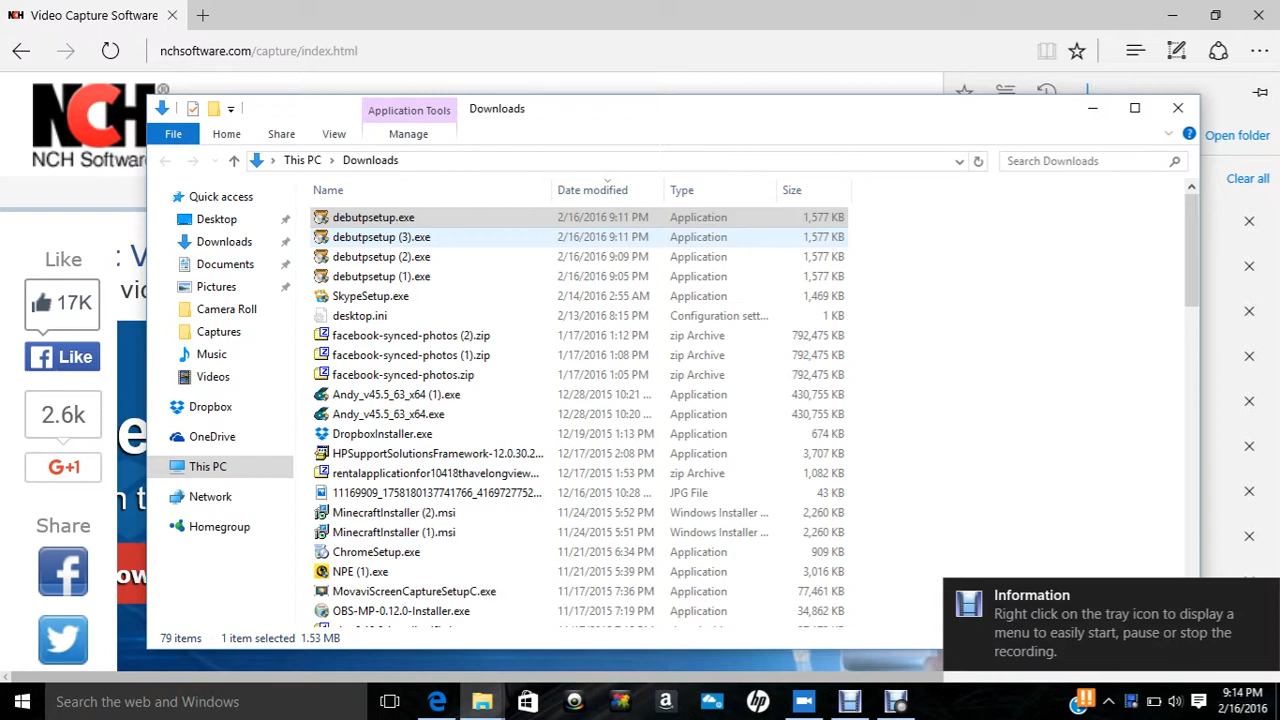 NCH Video Capture Software
nchsoftware.com/capture/index.html
NCH
®
NCH Software
Application Tools
Downloads
File
Home
Share
View
Manage
Open folder
This PC
Downloads
Search Downloads
Clear all
Name
Date modified
Type
Size
Quick access
Desktop
Downloads
Documents
Pictures
Camera Roll
Captures
Music
Videos
Dropbox
OneDrive
This PC
Network
Homegroup
debutpsetup.exe 2/16/2016 9:11 PM Application 1,577 KB
debutpsetup (3).exe 2/16/2016 9:11 PM Application 1,577 KB
debutpsetup (2).exe 2/16/2016 9:09 PM Application 1,577 KB
debutpsetup (1).exe 2/16/2016 9:05 PM Application 1,577 KB
SkypeSetup.exe 2/14/2016 2:55 AM Application 1,469 KB
desktop.ini 2/13/2016 8:15 PM Configuration sett... 1 KB
facebook-synced-photos (2).zip 1/17/2016 1:12 PM zip Archive 792,475 KB
facebook-synced-photos (1).zip 1/17/2016 1:08 PM zip Archive 792,475 KB
facebook-synced-photos.zip 1/17/2016 1:05 PM zip Archive 792,475 KB
Andy_v45.5_63_x64 (1).exe 12/28/2015 10:21 ... Application 430,755 KB
Andy_v45.5_63_x64.exe 12/28/2015 10:20 ... Application 430,755 KB
DropboxInstaller.exe 12/19/2015 1:13 PM Application 674 KB
HPSupportSolutionsFramework-12.0.30.2... 12/17/2015 2:08 PM Application 3,707 KB
rentalapplicationfor10418thavelongview... 12/17/2015 1:53 PM zip Archive 1,082 KB
11169909_1758180137741766_4169727752... 12/16/2015 10:28 ... JPG File 43 KB
MinecraftInstaller (2).msi 11/24/2015 5:52 PM Windows Installer ... 2,260 KB
MinecraftInstaller (1).msi 11/24/2015 5:51 PM Windows Installer ... 2,260 KB
ChromeSetup.exe 11/21/2015 6:34 PM Application 909 KB
NPE (1).exe 11/21/2015 5:39 PM Application 3,016 KB
MovaviScreenCaptureSetupC.exe 11/17/2015 7:36 PM Application 77,461 KB
OBS-MP-0.12.0-Installer.exe 11/17/2015 7:19 PM Application 34,862 KB
79 items 1 item selected 1.53 MB
Like
: V
17K
vi
Like
2.6k
e
G+1
n t
Share
ow
Information
Right click on the tray icon to display a
menu to easily start, pause or stop the
recording.
Search the web and Windows
hp
9:14 PM
2/16/2016